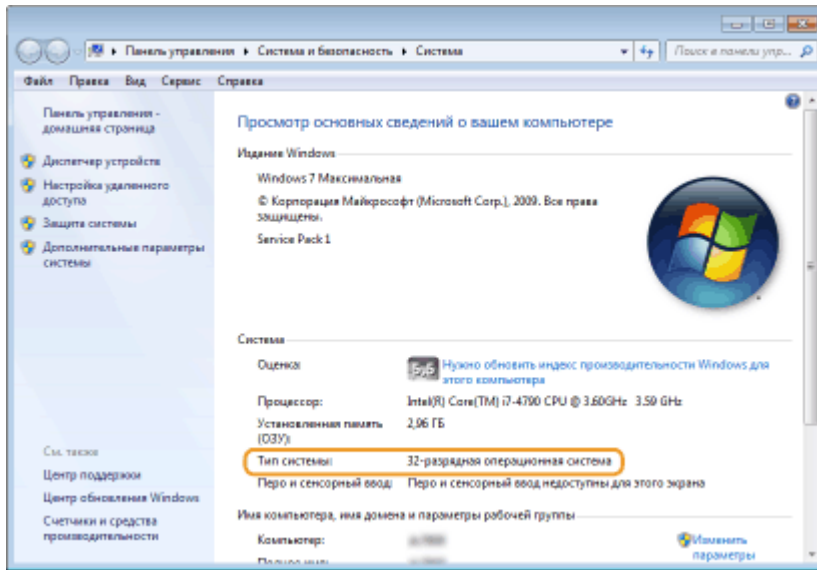 Панель управления ▸ Система и безопасность ▸ Система
Поиск в панели упр...
Файл Правка Вид Сервис Справка
Панель управления -
домашняя страница
Диспетчер устройств
Настройка удаленного
доступа
Защита системы
Дополнительные параметры
системы
См. также
Центр поддержки
Центр обновления Windows
Счетчики и средства
производительности
Просмотр основных сведений о вашем компьютере
Издание Windows
Windows 7 Максимальная
© Корпорация Майкрософт (Microsoft Corp.), 2009. Все права
защищены.
Service Pack 1
Система
Оценка: Нужно обновить индекс производительности Windows для
этого компьютера
Процессор: Intel(R) Core(TM) i7-4790 CPU @ 3.60GHz 3.59 GHz
Установленная память 2,96 ГБ
(ОЗУ):
Тип системы: 32-разрядная операционная система
Перо и сенсорный ввод: Перо и сенсорный ввод недоступны для этого экрана
Имя компьютера, имя домена и параметры рабочей группы
Компьютер: Изменить
параметры